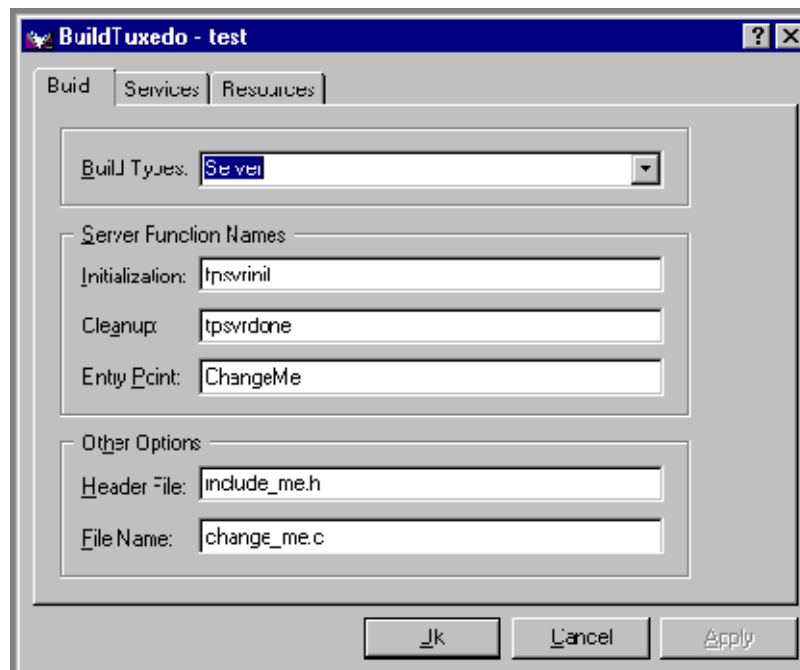 BuildTuxedo - test
Build Services Resources
Build Types: Server
Server Function Names
Initialization: tpsvrinit
Cleanup: tpsvrdone
Entry Point: ChangeMe
Other Options
Header File: include_me.h
File Name: change_me.c
Ok Cancel Apply